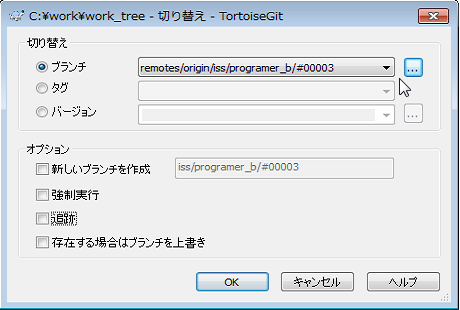 C:¥work¥work_tree - 切り替え - TortoiseGit
切り替え
ブランチ
remotes/origin/iss/programer_b/#00003
...
タグ
バージョン
...
オプション
新しいブランチを作成
iss/programer_b/#00003
強制実行
追跡
存在する場合はブランチを上書き
OK
キャンセル
ヘルプ